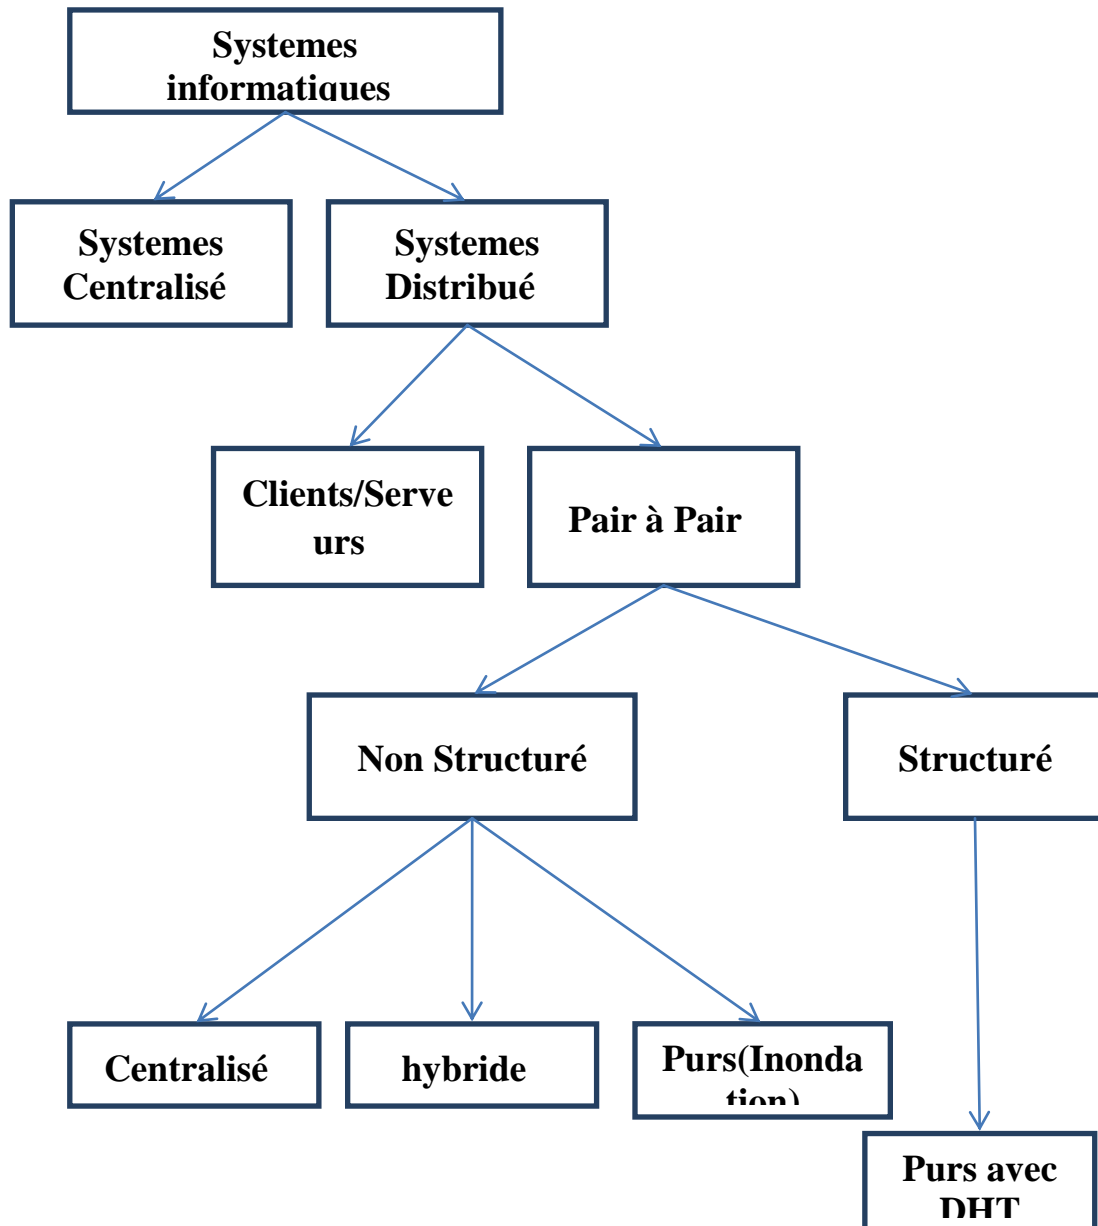 Systemes
informatiques
Systemes
Centralisé
Systemes
Distribué
Clients/Serve
urs
Pair à Pair
Non Structuré
Structuré
Centralisé
hybride
Purs(Inonda
tion)
Purs avec
DHT